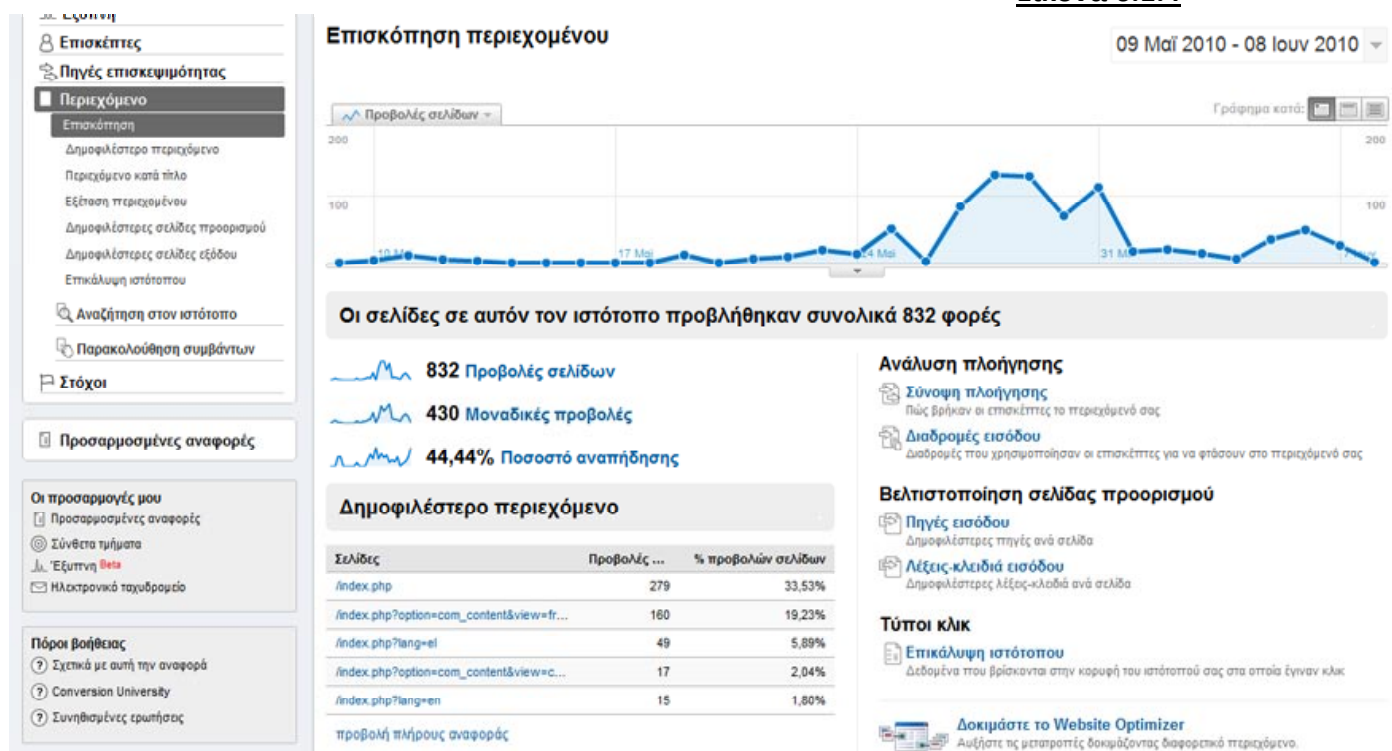 Επισκέπτες
Πηγές επισκεψιμότητας
Περιεχόμενο
Επισκόπηση
Δημοφιλέστερο περιεχόμενο
Περιεχόμενο κατά τίτλο
Εξέταση περιεχομένου
Δημοφιλέστερες σελίδες προορισμού
Δημοφιλέστερες σελίδες εξόδου
Επικάλυψη ιστότοπου
Αναζήτηση στον ιστότοπο
Παρακολούθηση συμβάντων
Στόχοι
Προσαρμοσμένες αναφορές
Οι προσαρμογές μου
Προσαρμοσμένες αναφορές
Σύνθετα τμήματα
Έξυπνη Beta
Ηλεκτρονικό ταχυδρομείο
Πόροι βοήθειας
Σχετικά με αυτή την αναφορά
Conversion University
Συνηθισμένες ερωτήσεις
Επισκόπηση περιεχομένου
09 Μαϊ 2010 - 08 Ιουν 2010
Προβολές σελίδων
Γράφημα κατά:
200 200
100 100
10 Μαϊ 17 Μαϊ 24 Μαϊ 31
Οι σελίδες σε αυτόν τον ιστότοπο προβλήθηκαν συνολικά 832 φορές
832 Προβολές σελίδων
430 Μοναδικές προβολές
44,44% Ποσοστό αναπήδησης
Δημοφιλέστερο περιεχόμενο
Σελίδες Προβολές ... % προβολών σελίδων
/index.php 279 33,53%
/index.php?option=com_content&view=fr... 160 19,23%
/index.php?lang=el 49 5,89%
/index.php?option=com_content&view=c... 17 2,04%
/index.php?lang=en 15 1,80%
προβολή πλήρους αναφοράς
Ανάλυση πλοήγησης
Σύνοψη πλοήγησης
Πώς βρήκαν οι επισκέπτες το περιεχόμενό σας
Διαδρομές εισόδου
Διαδρομές που χρησιμοποίησαν οι επισκέπτες για να φτάσουν στο περιεχόμενό σας
Βελτιστοποίηση σελίδας προορισμού
Πηγές εισόδου
Δημοφιλέστερες πηγές ανά σελίδα
Λέξεις-κλειδιά εισόδου
Δημοφιλέστερες λέξεις-κλειδιά ανά σελίδα
Τύποι κλικ
Επικάλυψη ιστότοπου
Δεδομένα που βρίσκονται στην κορυφή του ιστότοπού σας στα οποία έγιναν κλικ
Δοκιμάστε το Website Optimizer
Αυξήστε τις μετατροπές δοκιμάζοντας διαφορετικό περιεχόμενο.